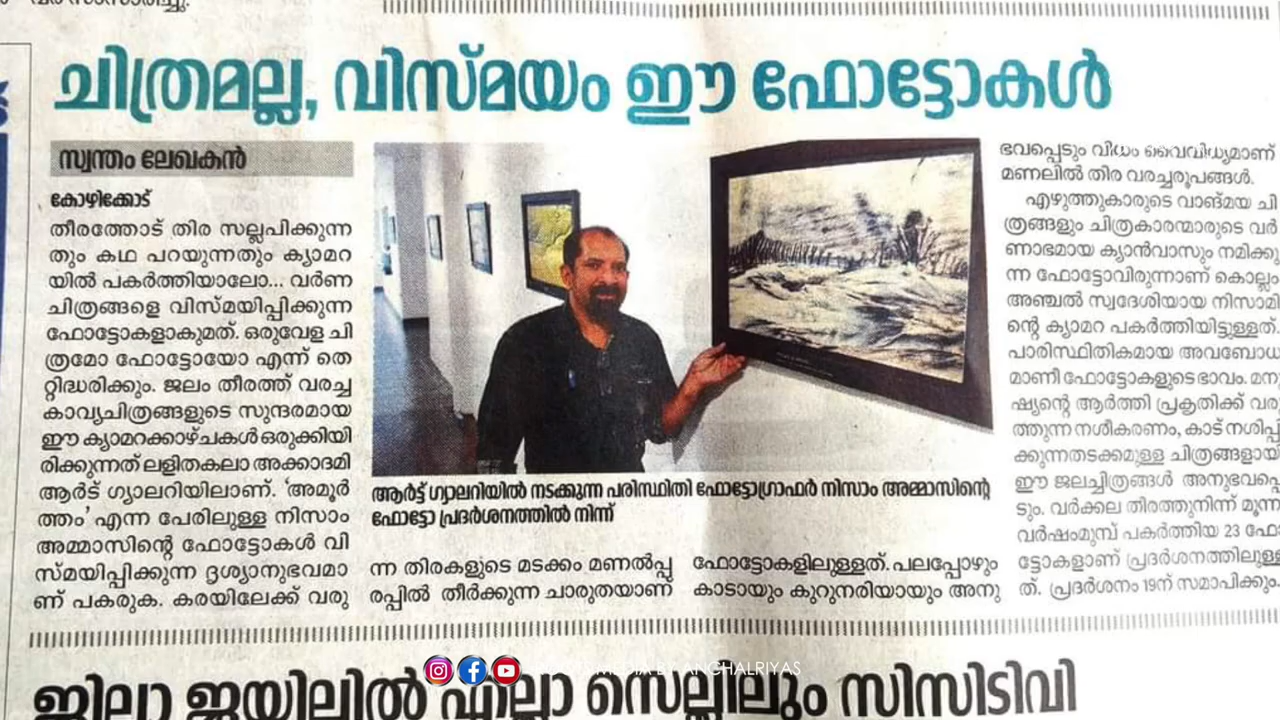 ചിത്രമല്ല, വിസ്മയം ഈ ഫോട്ടോകൾ
സ്വന്തം ലേഖകൻ
കോഴിക്കോട്
തീരത്തോട് തിര സല്ലപിക്കുന്ന
തും കഥ പറയുന്നതും ക്യാമറ
യിൽ പകർത്തിയാലോ... വർണ
ചിത്രങ്ങളെ വിസ്മയിപ്പിക്കുന്ന
ഫോട്ടോകളാകുമത്. ഒരുവേള ചി
ത്രമോ ഫോട്ടോയോ എന്ന് തെ
റ്റിദ്ധരിക്കും. ജലം തീരത്ത് വരച്ച
കാവ്യചിത്രങ്ങളുടെ സുന്ദരമായ
ഈ ക്യാമറക്കാഴ്ചകൾ ഒരുക്കിയി
രിക്കുന്നത് ലളിതകലാ അക്കാദമി
ആർട് ഗ്യാലറിയിലാണ്. ‘അമൂർ
ത്തം’ എന്ന പേരിലുള്ള നിസാം
അമ്മാസിന്റെ ഫോട്ടോകൾ വി
സ്മയിപ്പിക്കുന്ന ദൃശ്യാനുഭവമാ
ണ് പകരുക. കരയിലേക്ക് വരു
ആർട്ട് ഗ്യാലറിയിൽ നടക്കുന്ന പരിസ്ഥിതി ഫോട്ടോഗ്രാഫർ നിസാം അമ്മാസിന്റെ
ഫോട്ടോ പ്രദർശനത്തിൽ നിന്ന്
ന്ന തിരകളുടെ മടക്കം മണൽപ്പ
രപ്പിൽ തീർക്കുന്ന ചാരുതയാണ്
ഫോട്ടോകളിലുള്ളത്. പലപ്പോഴും
കാടായും കുറുനരിയായും അനു
ഭവപ്പെടും വിധം വൈവിധ്യമാണ്
മണലിൽ തിര വരച്ചരൂപങ്ങൾ.
എഴുത്തുകാരുടെ വാങ്മയ ചി
ത്രങ്ങളും ചിത്രകാരന്മാരുടെ വർ
ണാഭമായ ക്യാൻവാസും നമിക്കു
ന്ന ഫോട്ടോവിരുന്നാണ് കൊല്ലം
അഞ്ചൽ സ്വദേശിയായ നിസാമി
ന്റെ ക്യാമറ പകർത്തിയിട്ടുള്ളത്.
പാരിസ്ഥിതികമായ അവബോധ
മാണീ ഫോട്ടോകളുടെ ഭാവം. മനു
ഷ്യന്റെ ആർത്തി പ്രകൃതിക്ക് വരു
ത്തുന്ന നശീകരണം, കാട് നശിപ്പി
ക്കുന്നതടക്കമുള്ള ചിത്രങ്ങളായ്
ഈ ജലച്ചിത്രങ്ങൾ അനുഭവപ്പെ
ടും. വർക്കല തീരത്തുനിന്ന് മൂന്ന്
വർഷംമുമ്പ് പകർത്തിയ 23 ഫോ
ട്ടോകളാണ് പ്രദർശനത്തിലുള്ള
ത്. പ്രദർശനം 19ന് സമാപിക്കും.
ജില്ലാ ജയിലിൽ എല്ലാ സെല്ലിലും സിസിടിവി
BY ANCHALRIYAS